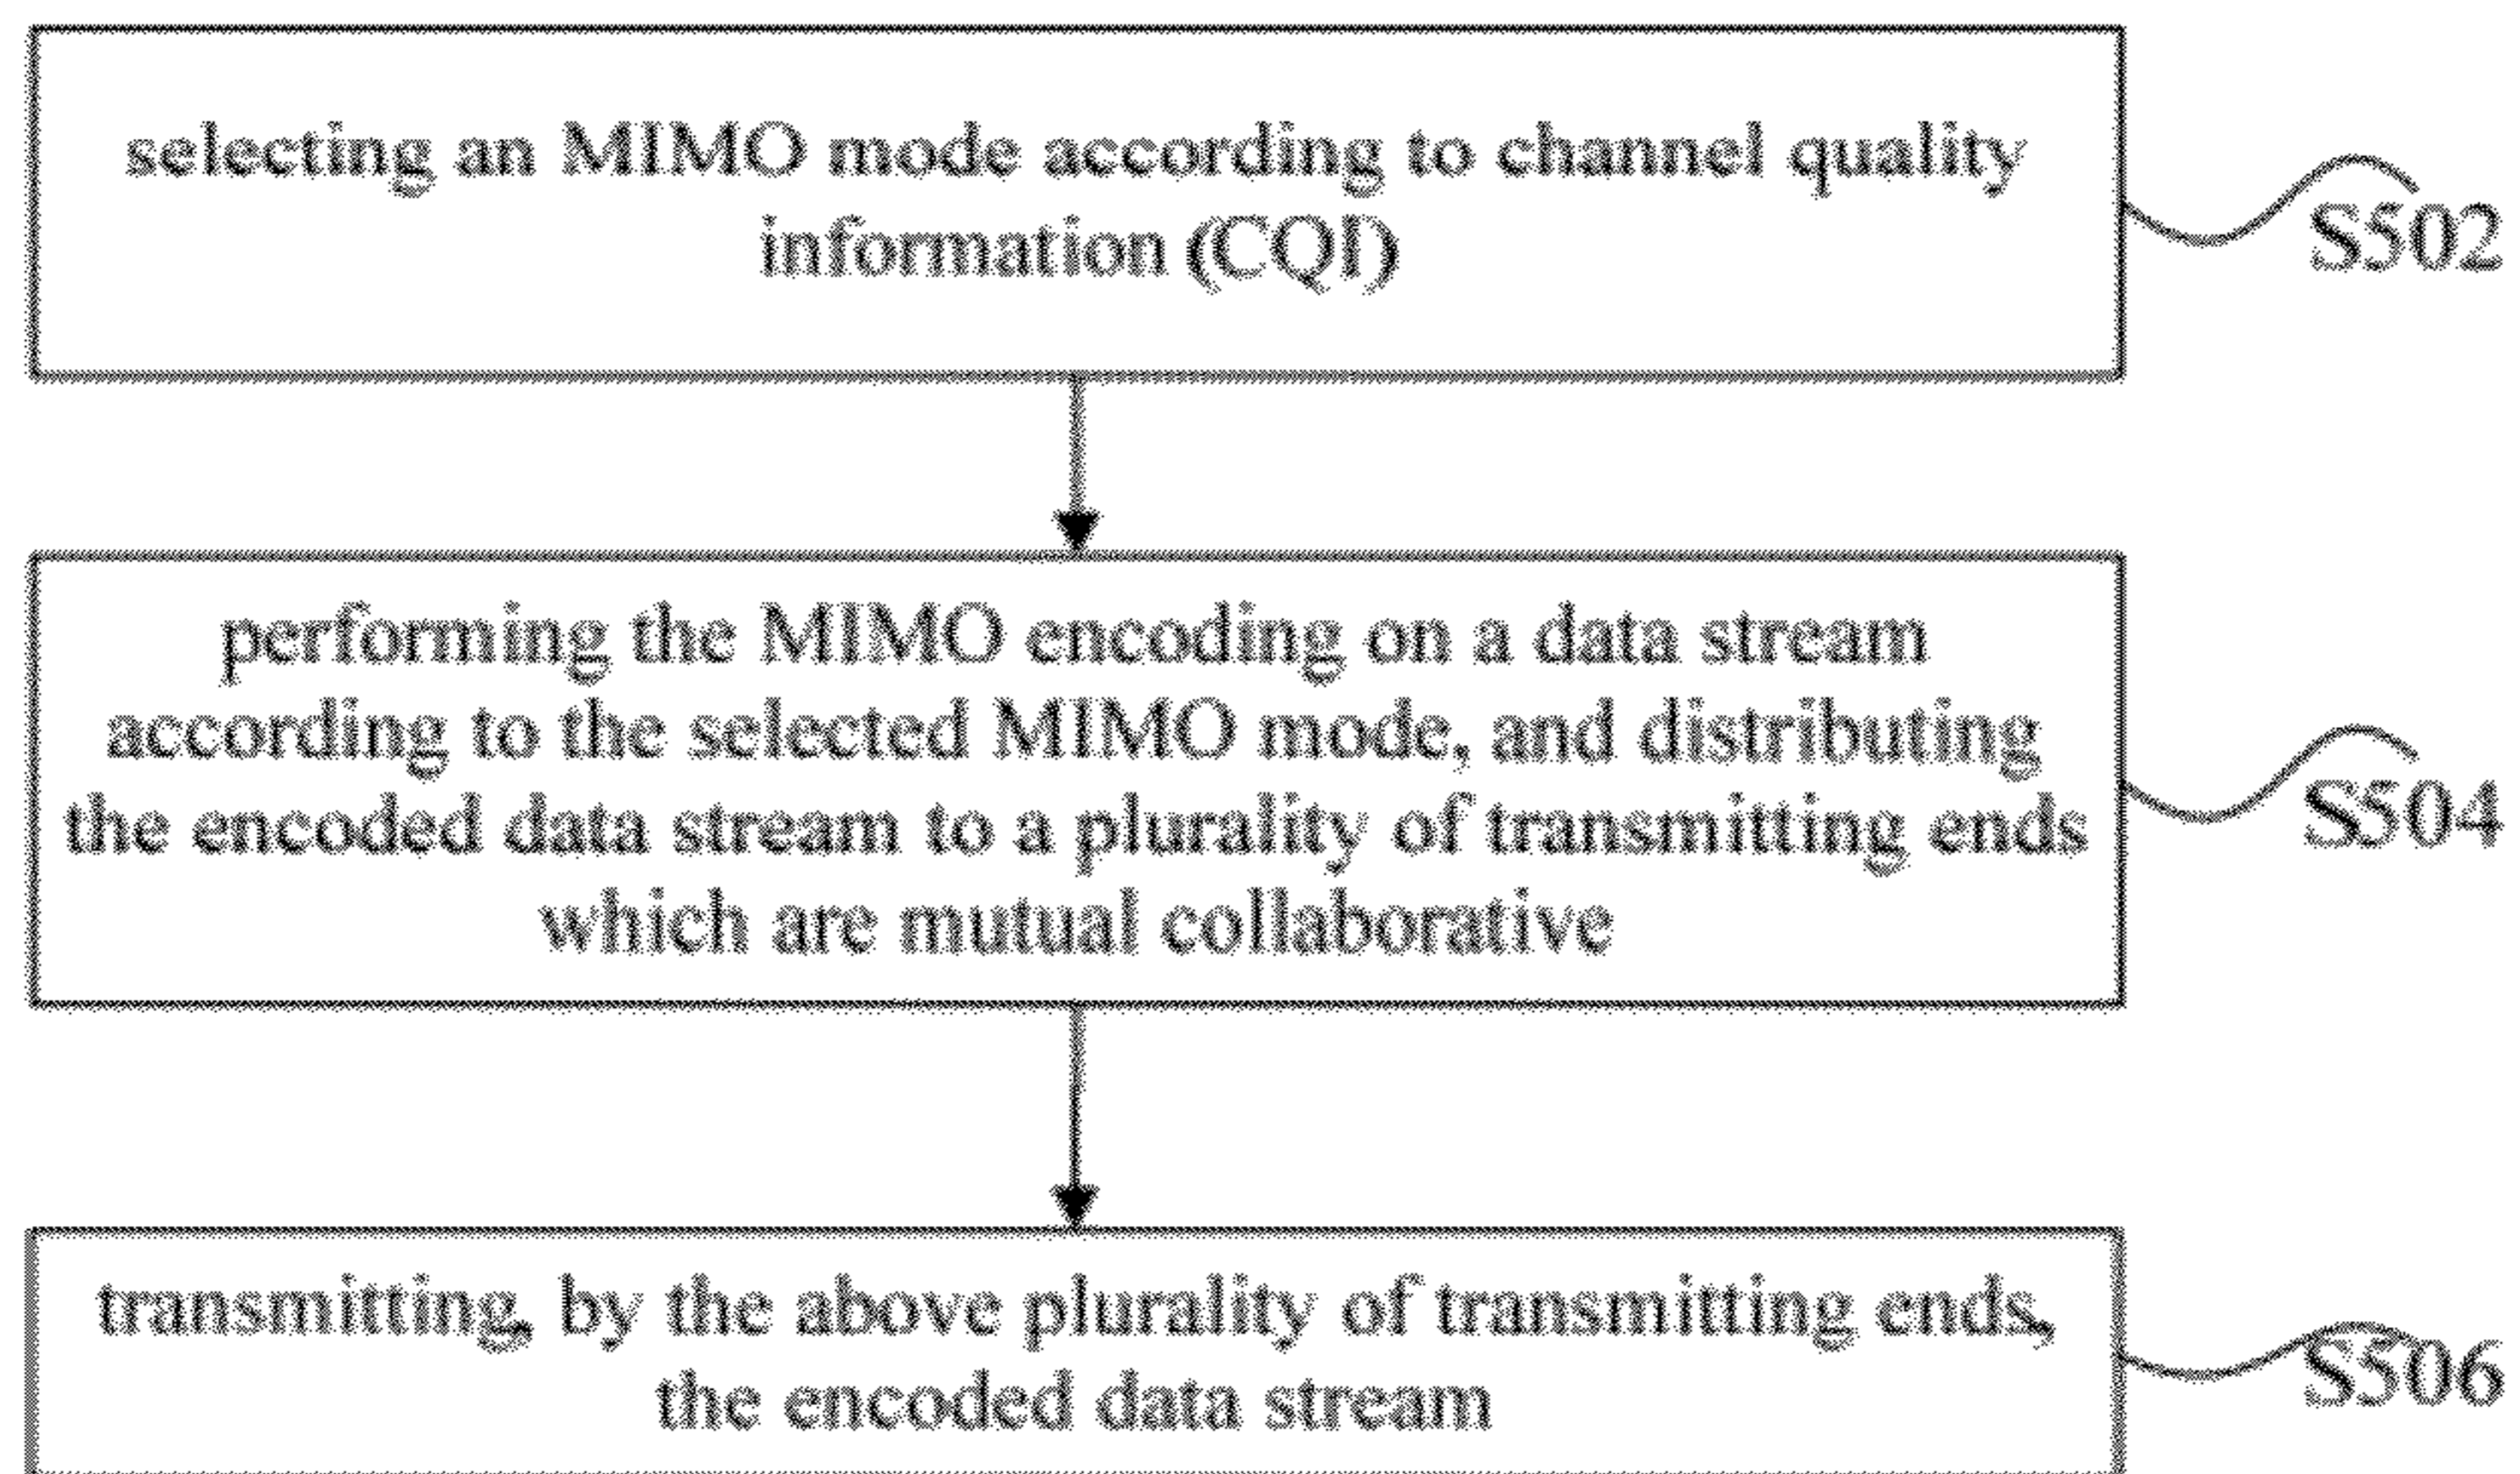 selecting an MIMO mode according to channel quality
information (CQI)
S502
performing the MIMO encoding on a data stream
according to the selected MIMO mode, and distributing
the encoded data stream to a plurality of transmitting ends
which are mutual collaborative
S504
transmitting, by the above plurality of transmitting ends,
the encoded data stream
S506